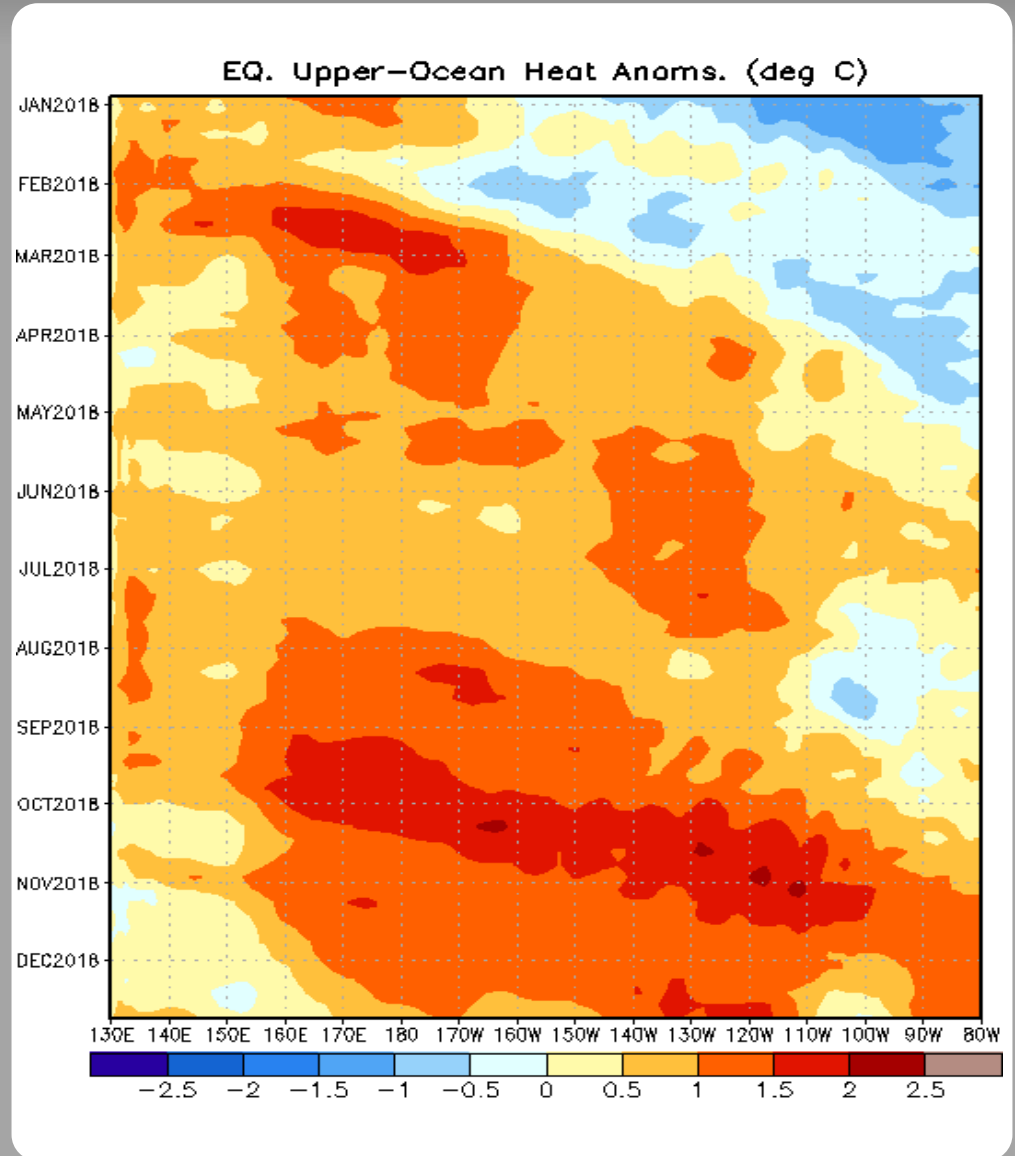 EQ. Upper-Ocean Heat Anoms. (deg C)
JAN2018
FEB2018
MAR2018
APR2018
MAY2018
JUN2018
JUL2018
AUG2018
SEP2018
OCT2018
NOV2018
DEC2018
130E 140E 150E 160E 170E 180 170W 160W 150W 140W 130W 120W 110W 100W 90W 80W
-2.5 -2 -1.5 -1 -0.5 0 0.5 1 1.5 2 2.5